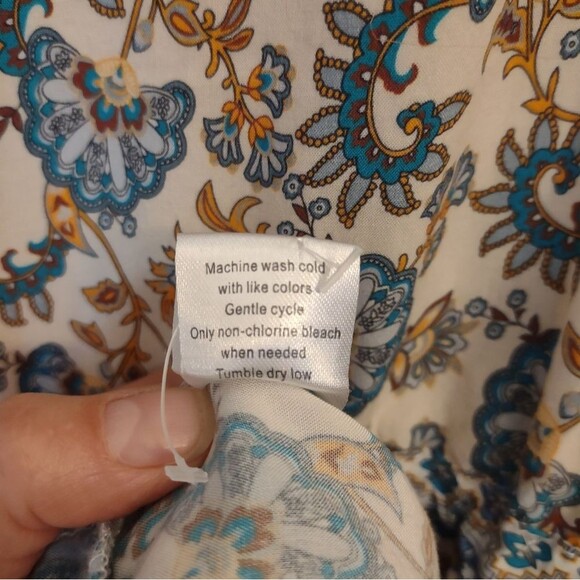 Machine wash cold
with like colors
Gentle cycle
Only non-chlorine bleach
when needed
Tumble dry low